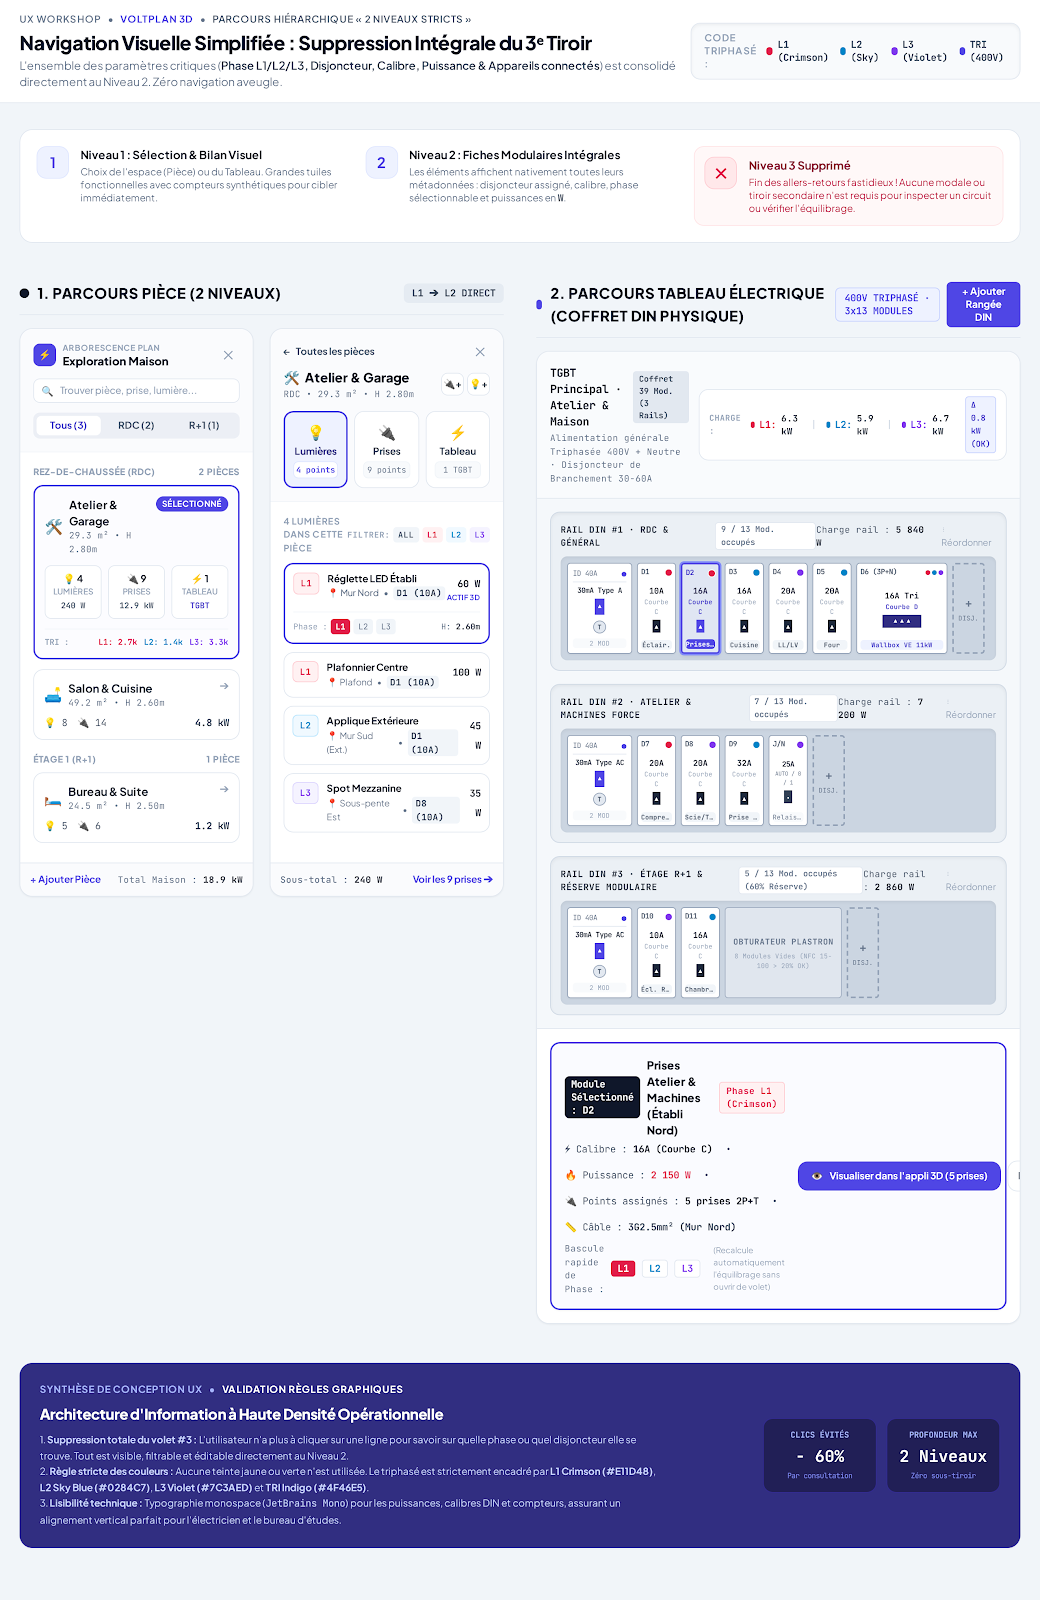 UX WORKSHOP • VOLTPLAN 3D • PARCOURS HIÉRARCHIQUE « 2 NIVEAUX STRICTS »
Navigation Visuelle Simplifiée : Suppression Intégrale du 3ᵉ Tiroir
L'ensemble des paramètres critiques (Phase L1/L2/L3, Disjoncteur, Calibre, Puissance & Appareils connectés) est consolidé
directement au Niveau 2. Zéro navigation aveugle.
CODE TRIPHASÉ :
L1 (Crimson)
L2 (Sky)
L3 (Violet)
TRI (400V)
1
Niveau 1 : Sélection & Bilan Visuel
Choix de l'espace (Pièce) ou du Tableau. Grandes tuiles
fonctionnelles avec compteurs synthétiques pour cibler
immédiatement.
2
Niveau 2 : Fiches Modulaires Intégrales
Les éléments affichent nativement toutes leurs
métadonnées : disjoncteur assigné, calibre, phase
sélectionnable et puissances en W.
✕
Niveau 3 Supprimé
Fin des allers-retours fastidieux ! Aucune modale ou
tiroir secondaire n'est requis pour inspecter un circuit
ou vérifier l'équilibrage.
1. PARCOURS PIÈCE (2 NIVEAUX)
L1 ➔ L2 DIRECT
ARBORESCENCE PLAN
Exploration Maison
Trouver pièce, prise, lumière...
Tous (3) RDC (2) R+1 (1)
REZ-DE-CHAUSSÉE (RDC) 2 PIÈCES
Atelier &
Garage
SÉLECTIONNÉ
29.3 m² • H
2.80m
4
LUMIÈRES
240 W
9
PRISES
12.9 kW
1
TABLEAU
TGBT
TRI : L1: 2.7k L2: 1.4k L3: 3.3k
Salon & Cuisine →
49.2 m² • H 2.60m
8 14 4.8 kW
ÉTAGE 1 (R+1) 1 PIÈCE
Bureau & Suite →
24.5 m² • H 2.50m
5 6 1.2 kW
+ Ajouter Pièce Total Maison : 18.9 kW
← Toutes les pièces
Atelier & Garage
RDC • 29.3 m² • H 2.80m
+ +
Lumières
4 points
Prises
9 points
Tableau
1 TGBT
4 LUMIÈRES
DANS CETTE
PIÈCE
FILTRER: ALL L1 L2 L3
L1
Réglette LED Établi
Mur Nord • D1 (10A)
60 W
ACTIF 3D
Phase : L1 L2 L3 H: 2.60m
L1
Plafonnier Centre
Plafond • D1 (10A)
100 W
L2
Applique Extérieure
Mur Sud
(Ext.)
•
D1
(10A)
45
W
L3
Spot Mezzanine
Sous-pente
Est
•
D8
(10A)
35
W
Sous-total : 240 W Voir les 9 prises ➔
2. PARCOURS TABLEAU ÉLECTRIQUE
(COFFRET DIN PHYSIQUE)
400V TRIPHASÉ ·
3x13 MODULES
+ Ajouter
Rangée
DIN
TGBT
Principal ·
Atelier &
Maison
Coffret
39 Mod.
(3
Rails)
Alimentation générale
Triphasée 400V + Neutre
· Disjoncteur de
Branchement 30-60A
CHARGE
:
L1: 6.3
kW
L2: 5.9
kW
L3: 6.7
kW
Δ
0.8
kW
(OK)
RAIL DIN #1 · RDC &
GÉNÉRAL
9 / 13 Mod.
occupés
Charge rail : 5 840
W
Réordonner
ID 40A
30mA Type A
T
2 MOD
D1
10A
Courbe
C
Éclair.
D2
16A
Courbe
C
Prises…
D3
16A
Courbe
C
Cuisine
D4
20A
Courbe
C
LL/LV
D5
20A
Courbe
C
Four
D6 (3P+N)
16A Tri
Courbe D
Wallbox VE 11kW
+
DISJ.
RAIL DIN #2 · ATELIER &
MACHINES FORCE
7 / 13 Mod.
occupés
Charge rail : 7
200 W
Réordonner
ID 40A
30mA Type AC
T
2 MOD
D7
20A
Courbe
C
Compre…
D8
20A
Courbe
C
Scie/T…
D9
32A
Courbe
C
Prise …
J/N
25A
AUTO / 0
/ 1
Relais…
+
DISJ.
RAIL DIN #3 · ÉTAGE R+1 &
RÉSERVE MODULAIRE
5 / 13 Mod. occupés
(60% Réserve)
Charge rail
: 2 860 W
Réordonner
ID 40A
30mA Type AC
T
2 MOD
D10
10A
Courbe
C
Écl. R…
D11
16A
Courbe
C
Chambr…
OBTURATEUR PLASTRON
8 Modules Vides (NFC 15-
100 > 20% OK)
+
DISJ.
Module
Sélectionné
: D2
Prises
Atelier &
Machines
(Établi
Nord)
Phase L1
(Crimson)
Calibre : 16A (Courbe C) •
Puissance : 2 150 W •
Points assignés : 5 prises 2P+T •
Câble : 3G2.5mm² (Mur Nord)
Bascule
rapide
de
Phase :
L1 L2 L3
(Recalcule
automatiquement
l'équilibrage sans
ouvrir de volet)
Visualiser dans l'appli 3D (5 prises)
SYNTHÈSE DE CONCEPTION UX • VALIDATION RÈGLES GRAPHIQUES
Architecture d'Information à Haute Densité Opérationnelle
1. Suppression totale du volet #3 : L'utilisateur n'a plus à cliquer sur une ligne pour savoir sur quelle phase ou quel disjoncteur elle se
trouve. Tout est visible, filtrable et éditable directement au Niveau 2.
2. Règle stricte des couleurs : Aucune teinte jaune ou verte n'est utilisée. Le triphasé est strictement encadré par L1 Crimson (#E11D48),
L2 Sky Blue (#0284C7), L3 Violet (#7C3AED) et TRI Indigo (#4F46E5).
3. Lisibilité technique : Typographie monospace (JetBrains Mono) pour les puissances, calibres DIN et compteurs, assurant un
alignement vertical parfait pour l'électricien et le bureau d'études.
CLICS ÉVITÉS
- 60%
Par consultation
PROFONDEUR MAX
2 Niveaux
Zéro sous-tiroir